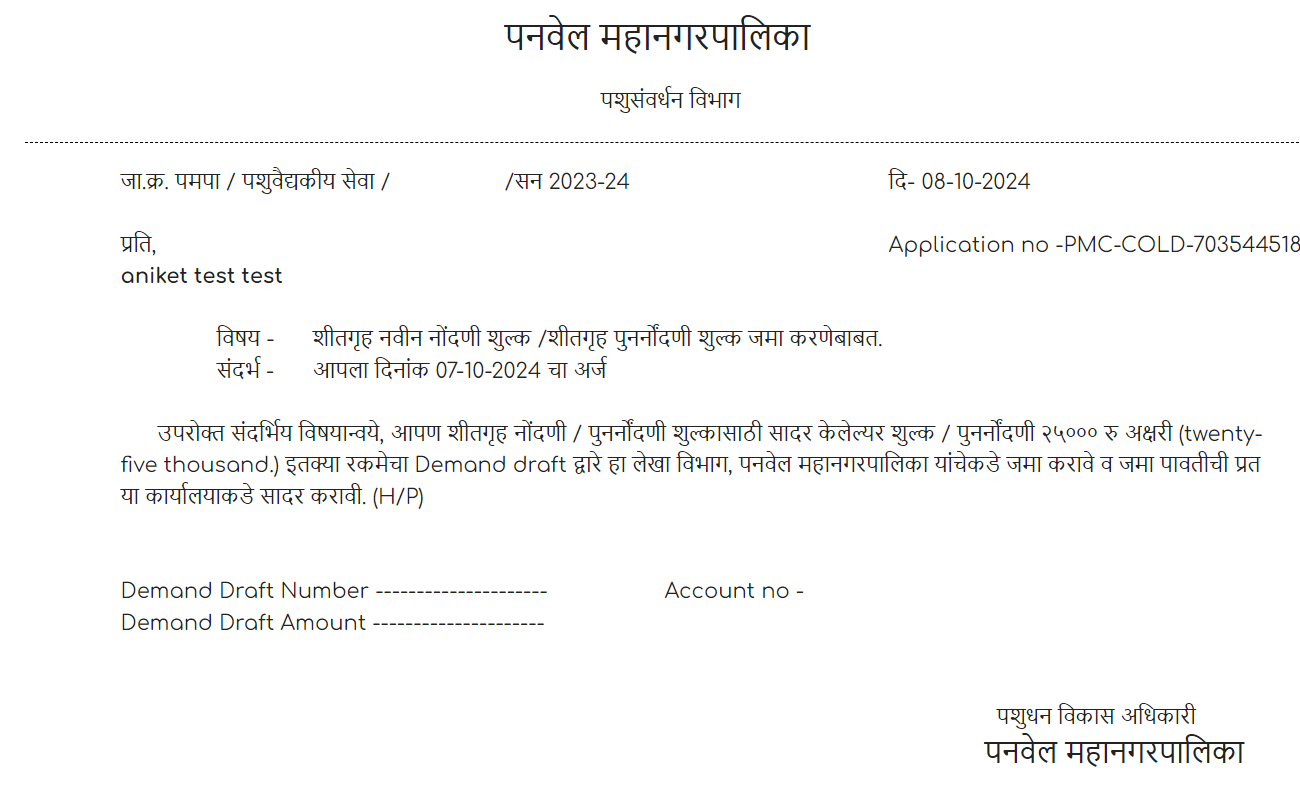 पनवेल महानगरपालिका
पशुसंवर्धन विभाग
जा.क्र. पमपा / पशुवैद्यकीय सेवा / /सन 2023-24 दि- 08-10-2024
प्रति, Application no -PMC-COLD-703544518
aniket test test
विषय - शीतगृह नवीन नोंदणी शुल्क /शीतगृह पुनर्नोंदणी शुल्क जमा करणेबाबत.
संदर्भ - आपला दिनांक 07-10-2024 चा अर्ज
उपरोक्त संदर्भिय विषयान्वये, आपण शीतगृह नोंदणी / पुनर्नोंदणी शुल्कासाठी सादर केलेल्यर शुल्क / पुनर्नोंदणी २५००० रु अक्षरी (twenty-
five thousand.) इतक्या रकमेचा Demand draft द्वारे हा लेखा विभाग, पनवेल महानगरपालिका यांचेकडे जमा करावे व जमा पावतीची प्रत
या कार्यालयाकडे सादर करावी. (H/P)
Demand Draft Number --------------------- Account no -
Demand Draft Amount ---------------------
पशुधन विकास अधिकारी
पनवेल महानगरपालिका